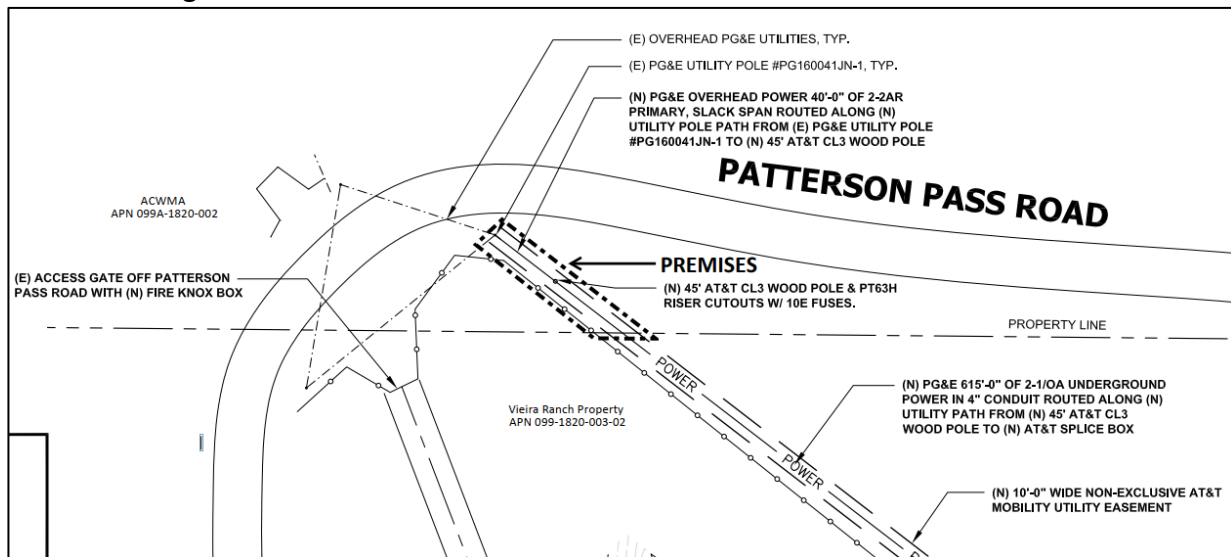 (E) OVERHEAD PG&E UTILITIES, TYP.
(E) PG&E UTILITY POLE #PG160041JN-1, TYP.
(N) PG&E OVERHEAD POWER 40'-0" OF 2-2AR
PRIMARY, SLACK SPAN ROUTED ALONG (N)
UTILITY POLE PATH FROM (E) PG&E UTILITY POLE
#PG160041JN-1 TO (N) 45' AT&T CL3 WOOD POLE
PATTERSON PASS ROAD
ACWMA
APN 099A-1820-002
(E) ACCESS GATE OFF PATTERSON
PASS ROAD WITH (N) FIRE KNOX BOX
PREMISES
(N) 45' AT&T CL3 WOOD POLE & PT63H
RISER CUTOUTS W/ 10E FUSES.
PROPERTY LINE
POWER
(N) PG&E 615'-0" OF 2-1/OA UNDERGROUND
POWER IN 4" CONDUIT ROUTED ALONG (N)
UTILITY PATH FROM (N) 45' AT&T CL3
WOOD POLE TO (N) AT&T SPLICE BOX
Vieira Ranch Property
APN 099-1820-003-02
POWER
(N) 10'-0" WIDE NON-EXCLUSIVE AT&T
MOBILITY UTILITY EASEMENT